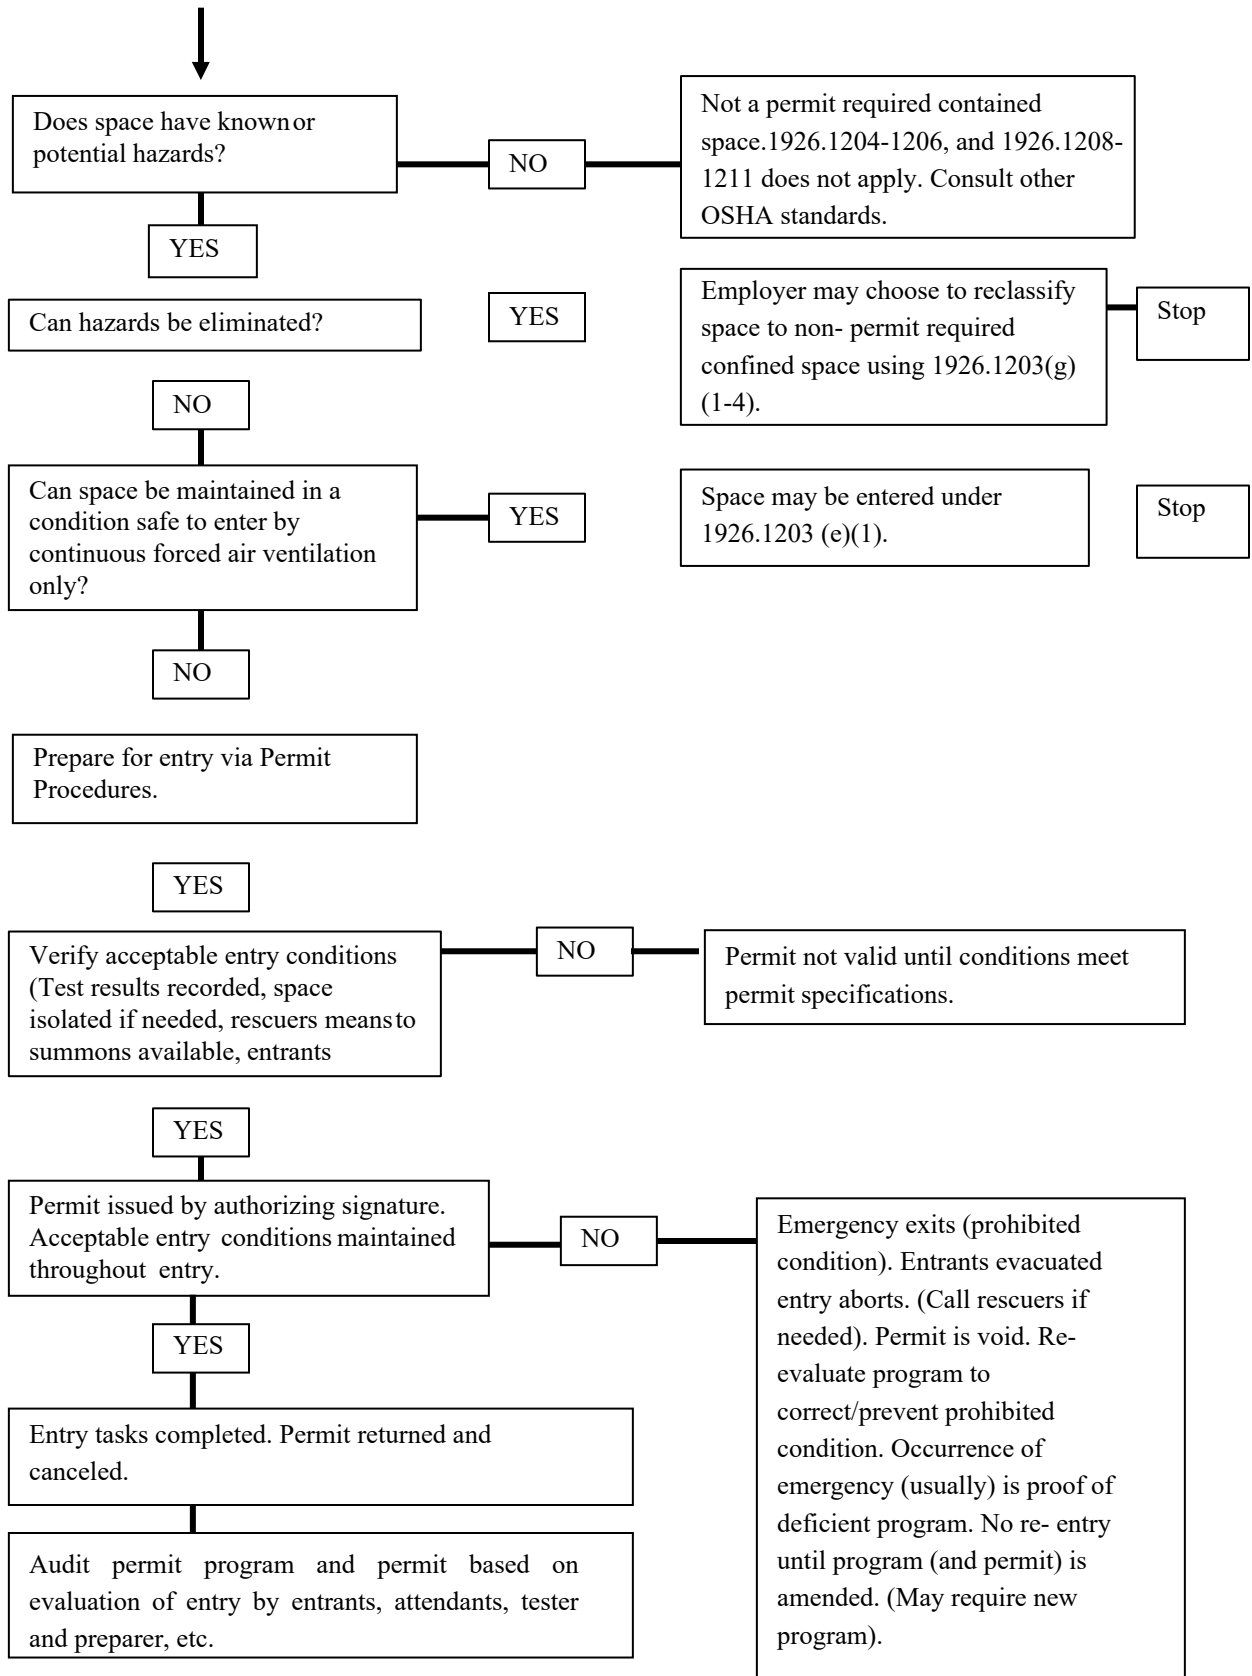 Does space have known or
potential hazards?
NO
Not a permit required contained
space.1926.1204-1206, and 1926.1208-
1211 does not apply. Consult other
OSHA standards.
YES
Can hazards be eliminated?
YES
Employer may choose to reclassify
space to non- permit required
confined space using 1926.1203(g)
(1-4).
Stop
NO
Can space be maintained in a
condition safe to enter by
continuous forced air ventilation
only?
YES
Space may be entered under
1926.1203 (e)(1).
Stop
NO
Prepare for entry via Permit
Procedures.
YES
Verify acceptable entry conditions
(Test results recorded, space
isolated if needed, rescuers means to
summons available, entrants
NO
Permit not valid until conditions meet
permit specifications.
YES
Permit issued by authorizing signature.
Acceptable entry conditions maintained
throughout entry.
NO
Emergency exits (prohibited
condition). Entrants evacuated
entry aborts. (Call rescuers if
needed). Permit is void. Re-
evaluate program to
correct/prevent prohibited
condition. Occurrence of
emergency (usually) is proof of
deficient program. No re- entry
until program (and permit) is
amended. (May require new
program).
YES
Entry tasks completed. Permit returned and
canceled.
Audit permit program and permit based on
evaluation of entry by entrants, attendants, tester
and preparer, etc.